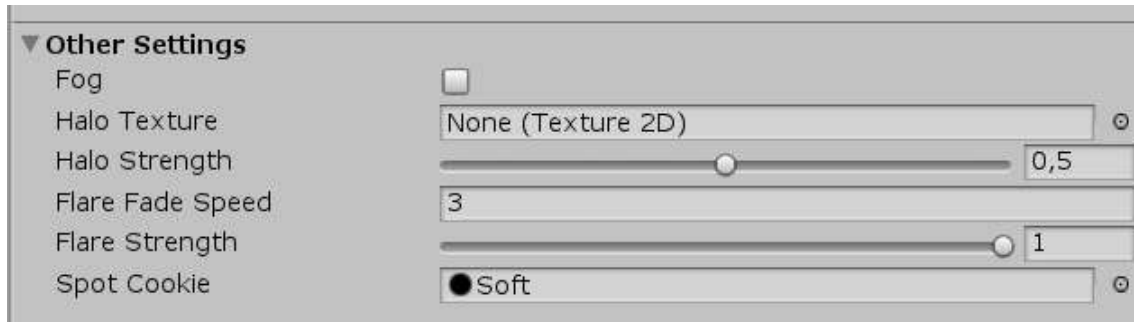 Other Settings
Fog
Halo Texture None (Texture 2D)
Halo Strength 0,5
Flare Fade Speed 3
Flare Strength 1
Spot Cookie Soft